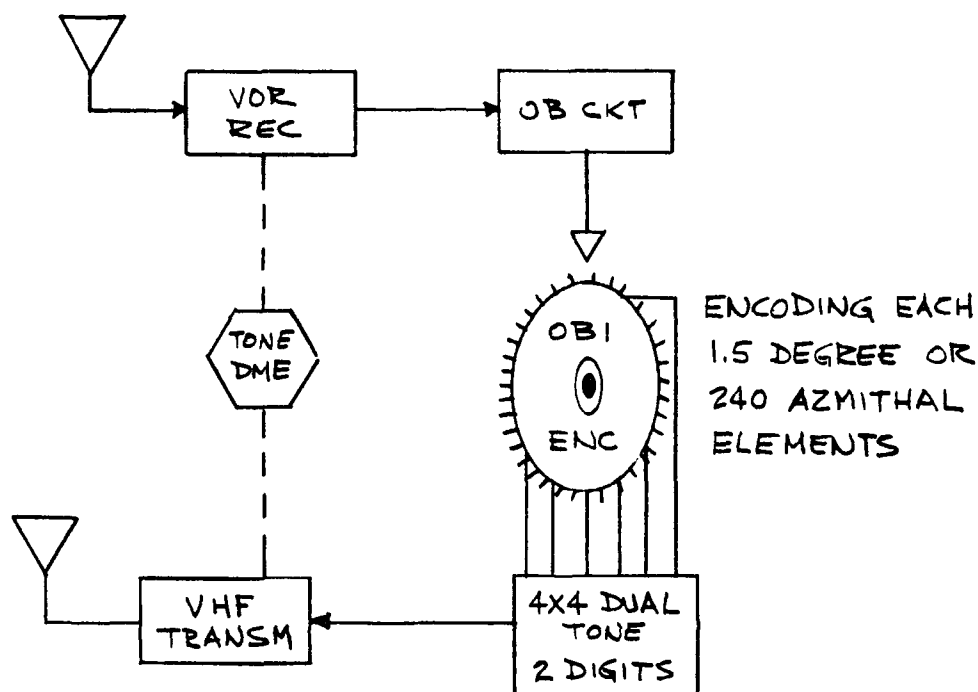 VOR
REC
OB CKT
TONE
DME
OBI
ENC
ENCODING EACH
1.5 DEGREE OR
240 AZMITHAL
ELEMENTS
VHF
TRANSM
4X4 DUAL
TONE
2 DIGITS